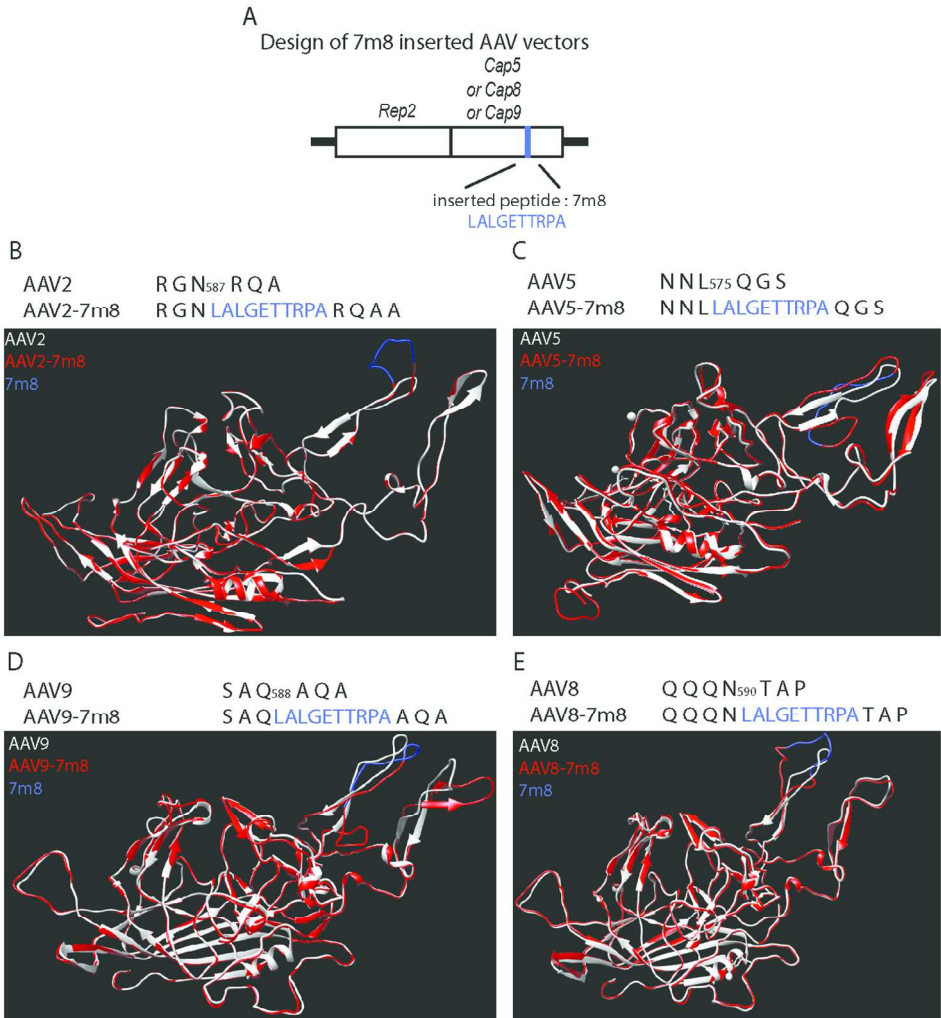 A
Design of 7m8 inserted AAV vectors
Cap5
or Cap8
Rep2 or Cap9
inserted peptide : 7m8
LALGETTRPA
B
AAV2 R G N587 R Q A
AAV2-7m8 R G N LALGETTRPA R Q A A
AAV2
AAV2-7m8
7m8
C
AAV5 N N L575 Q G S
AAV5-7m8 N N L LALGETTRPA Q G S
AAV5
AAV5-7m8
7m8
D
AAV9 S A Q588 A Q A
AAV9-7m8 S A Q LALGETTRPA A Q A
AAV9
AAV9-7m8
7m8
E
AAV8 Q Q Q N590 T A P
AAV8-7m8 Q Q Q N LALGETTRPA T A P
AAV8
AAV8-7m8
7m8